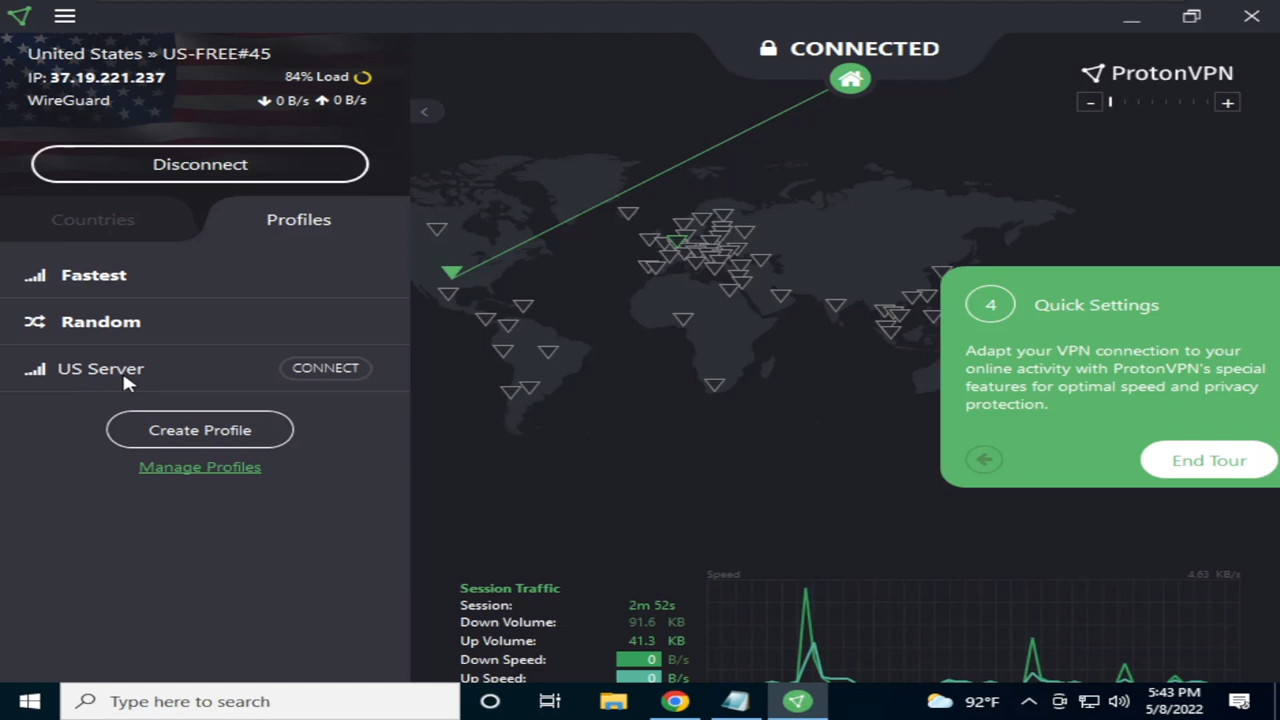 United States » US-FREE#45
IP: 37.19.221.237
84% Load
WireGuard
0 B/s 0 B/s
Disconnect
Countries
Profiles
Fastest
Random
US Server
CONNECT
Create Profile
Manage Profiles
CONNECTED
ProtonVPN
- +
4
Quick Settings
Adapt your VPN connection to your
online activity with ProtonVPN's special
features for optimal speed and privacy
protection.
End Tour
Session Traffic
Session: 2m 52s
Down Volume: 91.6 KB
Up Volume: 41.3 KB
Down Speed: 0 B/s
Up Speed: 0 B/s
Speed
4.63 KB/s
Type here to search
92°F
5:43 PM
5/8/2022